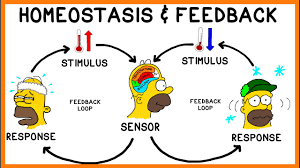 HOMEOSTASIS & FEEDBACK
STIMULUS
STIMULUS
FEEDBACK
LOOP
FEEDBACK
LOOP
RESPONSE
SENSOR
RESPONSE